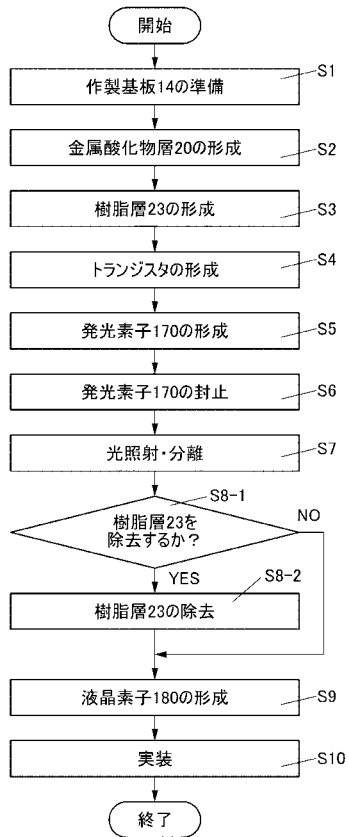 開始
作製基板14の準備
S1
金属酸化物層20の形成
S2
樹脂層23の形成
S3
トランジスタの形成
S4
発光素子170の形成
S5
発光素子170の封止
S6
光照射・分離
S7
S8-1
樹脂層23を
除去するか？
NO
YES
S8-2
樹脂層23の除去
液晶素子180の形成
S9
実装
S10
終了